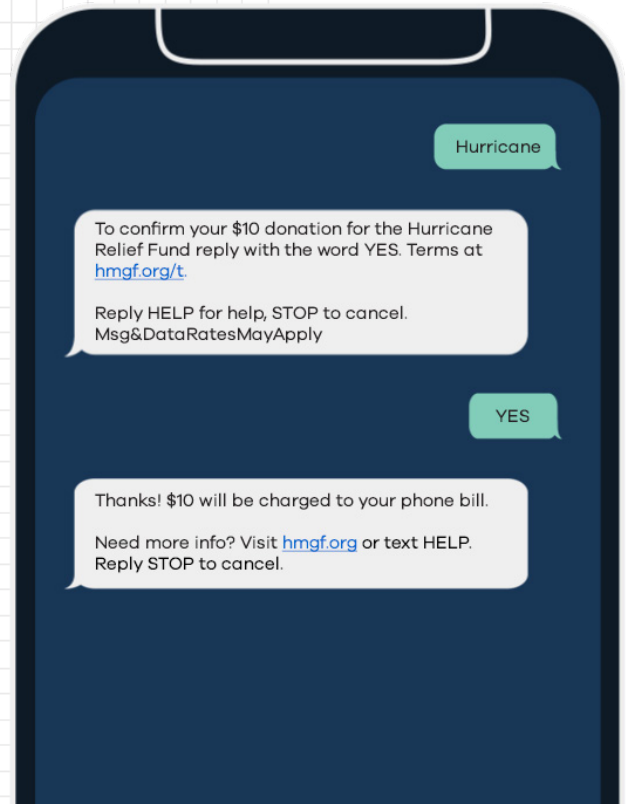 Hurricane
To confirm your $10 donation for the Hurricane
Relief Fund reply with the word YES. Terms at
hmgf.org/t.
Reply HELP for help, STOP to cancel.
Msg&DataRatesMayApply
YES
Thanks! $10 will be charged to your phone bill.
Need more info? Visit hmgf.org or text HELP.
Reply STOP to cancel.